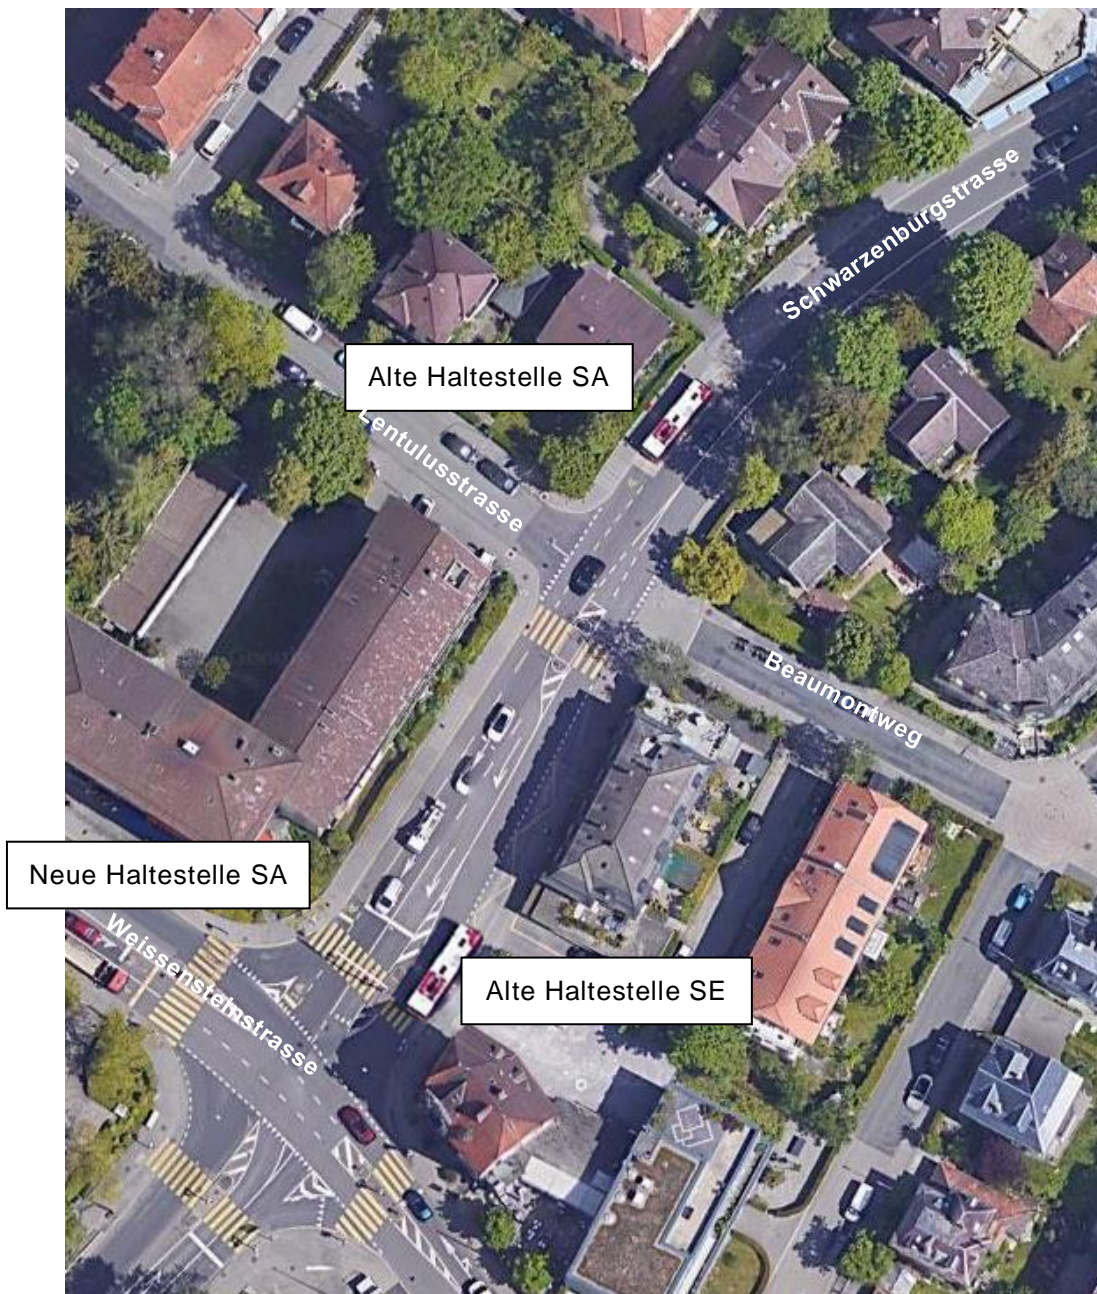 Schwarzenburgstrasse
Alte Haltestelle SA
Lentulusstrasse
Beaumontweg
Neue Haltestelle SA
Weissensteinstrasse
Alte Haltestelle SE